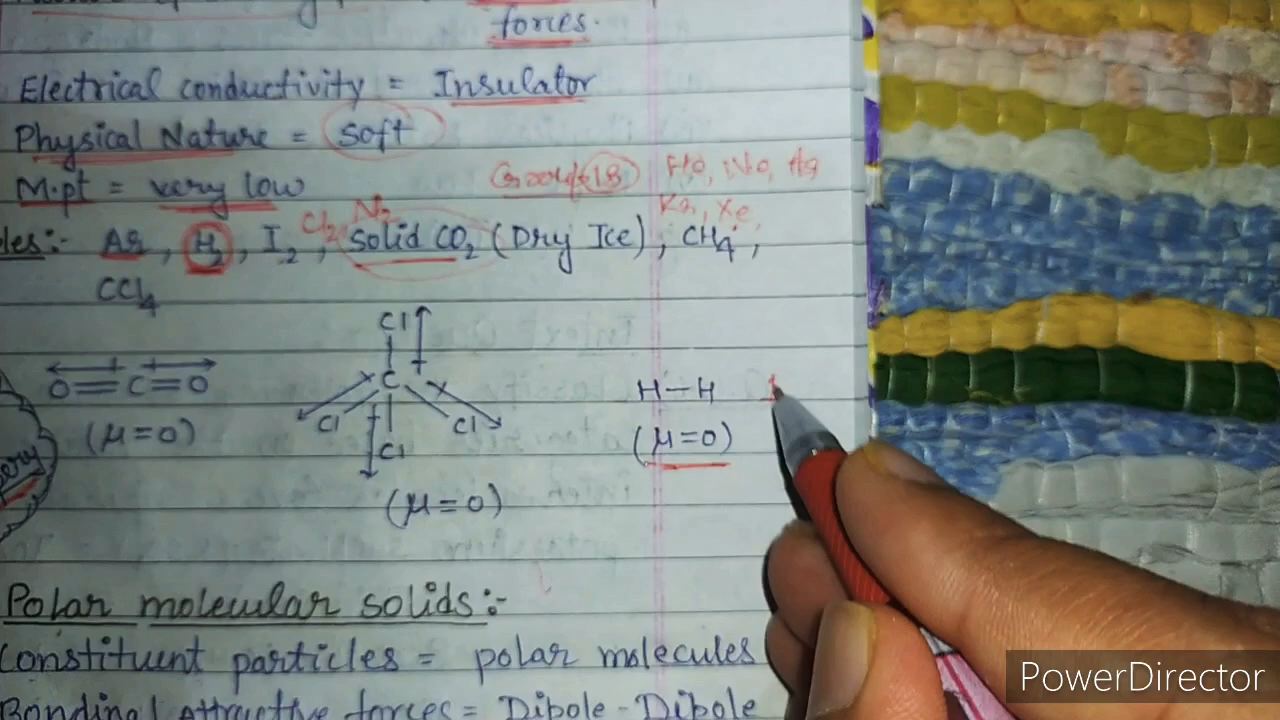 forces.
Electrical conductivity = Insulator
Physical Nature = soft
M.pt = very low
Group 18 He, Ne, Ar
Kr, Xe,
Cl2, N2
les:- Ar, H2, I2, solid CO2 (Dry Ice), CH4,
CCl4
O=C=O
(μ=0)
Cl
C
Cl Cl
Cl
(μ=0)
H-H
(μ=0)
Polar molecular solids:-
Constituent particles = polar molecules
Bonding/attractive forces = Dipole-Dipole
PowerDirector